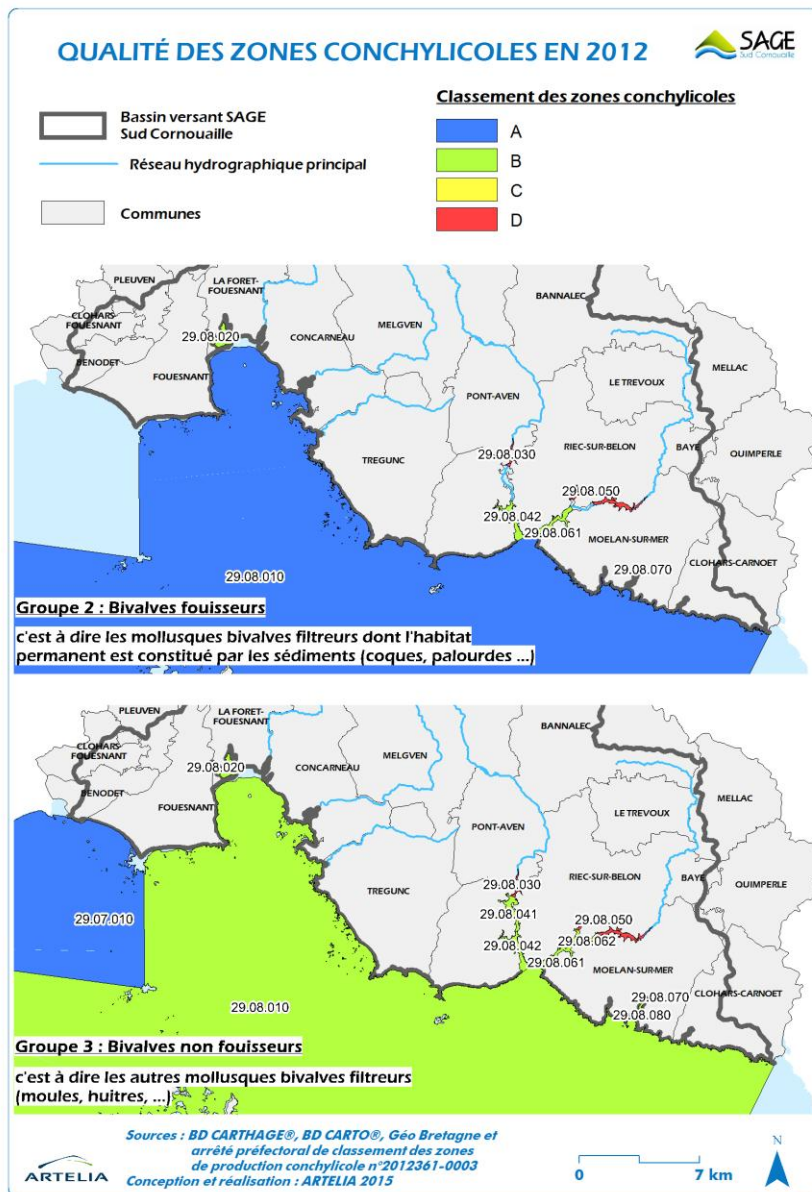 QUALITÉ DES ZONES CONCHYLICOLES EN 2012
SAGE
Sud Cornouaille
Bassin versant SAGE
Sud Cornouaille
Réseau hydrographique principal
Communes
Classement des zones conchylicoles
A
B
C
D
PLEUVEN
LA FORET-
FOUESNANT
BANNALEC
CLOHARS-
FOUESNANT
29.08.020
CONCARNEAU
MELGVEN
MELLAC
BENODET
LE TREVOUX
FOUESNANT
PONT-AVEN
TREGUNC
29.08.030
RIEC-SUR-BELON
BAYE
QUIMPERLE
29.08.050
29.08.042
29.08.061
MOELAN-SUR-MER
29.08.010
29.08.070
CLOHARS-CARNOET
Groupe 2 : Bivalves fouisseurs
c'est à dire les mollusques bivalves filtreurs dont l'habitat
permanent est constitué par les sédiments (coques, palourdes ...)
PLEUVEN
LA FORET-
FOUESNANT
BANNALEC
CLOHARS-
FOUESNANT
29.08.020
CONCARNEAU
MELGVEN
MELLAC
BENODET
FOUESNANT
LE TREVOUX
PONT-AVEN
RIEC-SUR-BELON
BAYE
QUIMPERLE
TREGUNC
29.08.030
29.07.010
29.08.041
29.08.050
29.08.042
29.08.062
29.08.061
MOELAN-SUR-MER
29.08.070
CLOHARS-CARNOET
29.08.010
29.08.080
Groupe 3 : Bivalves non fouisseurs
c'est à dire les autres mollusques bivalves filtreurs
(moules, huitres, ...)
ARTELIA
Sources : BD CARTHAGE®, BD CARTO®, Géo Bretagne et
arrêté préfectoral de classement des zones
de production conchylicole n°2012361-0003
Conception et réalisation : ARTELIA 2015
0
7 km
N